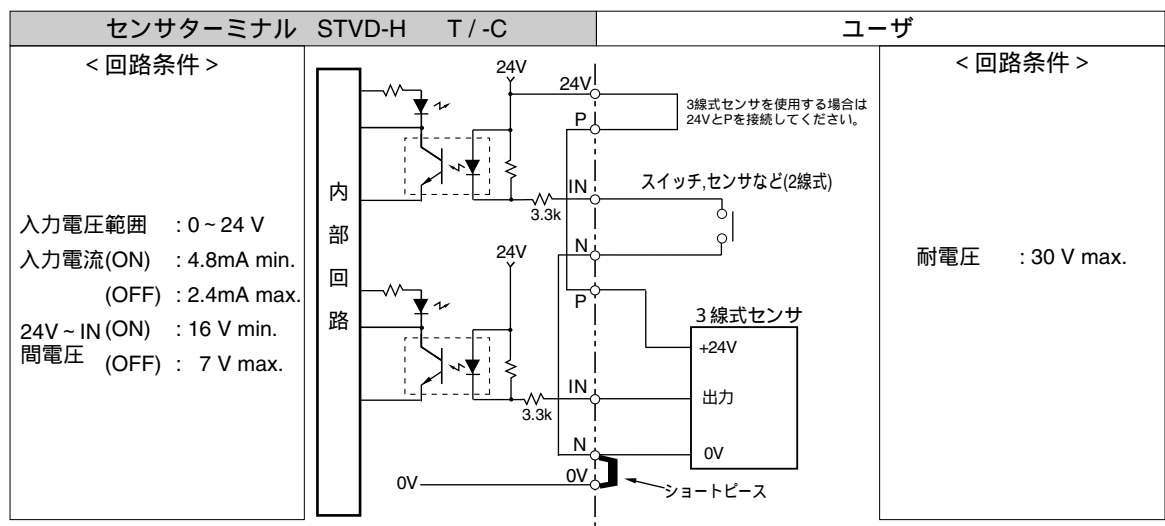 センサターミナル STVD-H T / -C
ユーザ
< 回路条件 >
入力電圧範囲 : 0 ~ 24 V
入力電流(ON) : 4.8mA min.
(OFF) : 2.4mA max.
24V ~ IN (ON) : 16 V min.
間電圧 (OFF) : 7 V max.
内部回路
24V
24V
P
3線式センサを使用する場合は
24VとPを接続してください。
IN
3.3k
スイッチ,センサなど(2線式)
N
24V
P
3線式センサ
+24V
IN
3.3k
出力
N
0V
0V
0V
ショートピース
< 回路条件 >
耐電圧 : 30 V max.